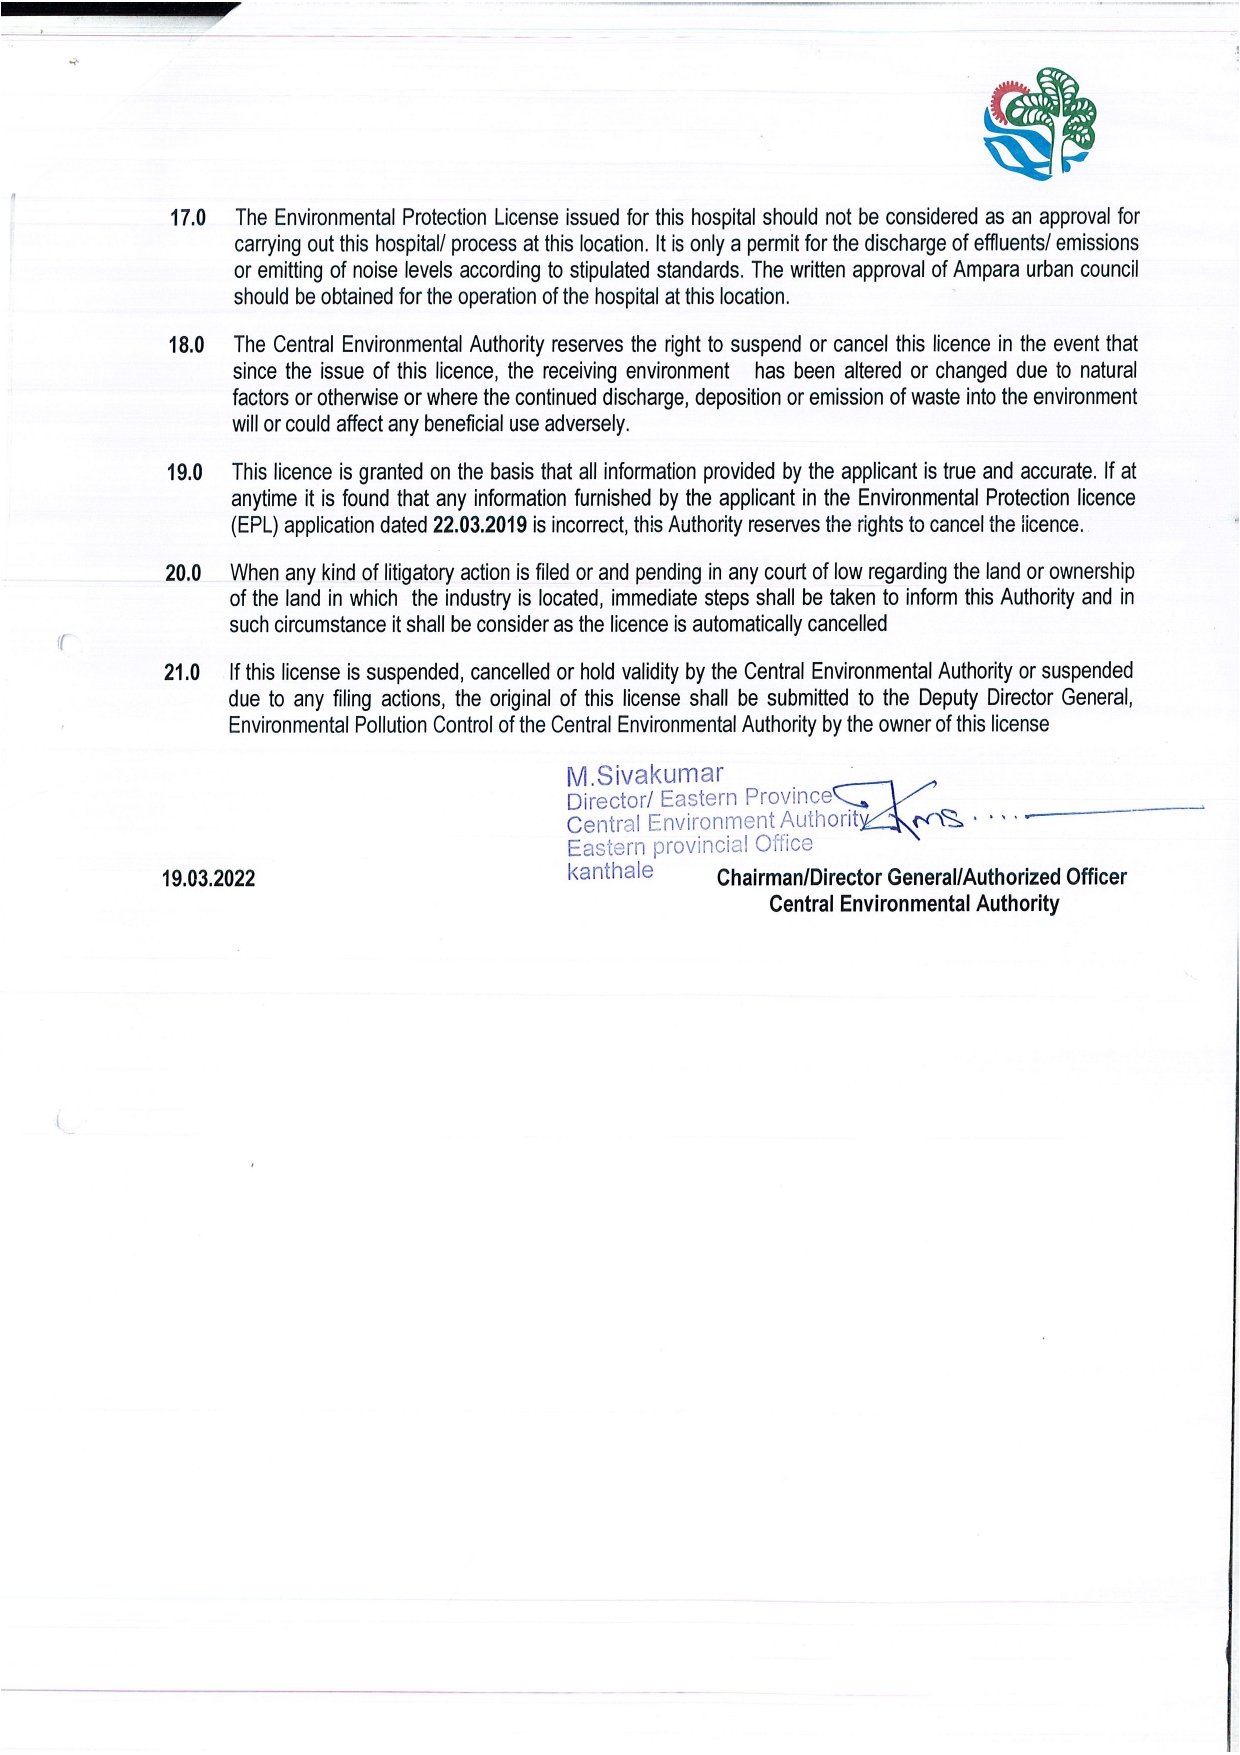 17.0 The Environmental Protection License issued for this hospital should not be considered as an approval for
carrying out this hospital/ process at this location. It is only a permit for the discharge of effluents/ emissions
or emitting of noise levels according to stipulated standards. The written approval of Ampara urban council
should be obtained for the operation of the hospital at this location.
18.0 The Central Environmental Authority reserves the right to suspend or cancel this licence in the event that
since the issue of this licence, the receiving environment has been altered or changed due to natural
factors or otherwise or where the continued discharge, deposition or emission of waste into the environment
will or could affect any beneficial use adversely.
19.0 This licence is granted on the basis that all information provided by the applicant is true and accurate. If at
anytime it is found that any information furnished by the applicant in the Environmental Protection licence
(EPL) application dated 22.03.2019 is incorrect, this Authority reserves the rights to cancel the licence.
20.0 When any kind of litigatory action is filed or and pending in any court of low regarding the land or ownership
of the land in which the industry is located, immediate steps shall be taken to inform this Authority and in
such circumstance it shall be consider as the licence is automatically cancelled
21.0 If this license is suspended, cancelled or hold validity by the Central Environmental Authority or suspended
due to any filing actions, the original of this license shall be submitted to the Deputy Director General,
Environmental Pollution Control of the Central Environmental Authority by the owner of this license
M.Sivakumar
Director/ Eastern Province
Central Environment Authority
Eastern provincial Office
kanthale
19.03.2022
Chairman/Director General/Authorized Officer
Central Environmental Authority